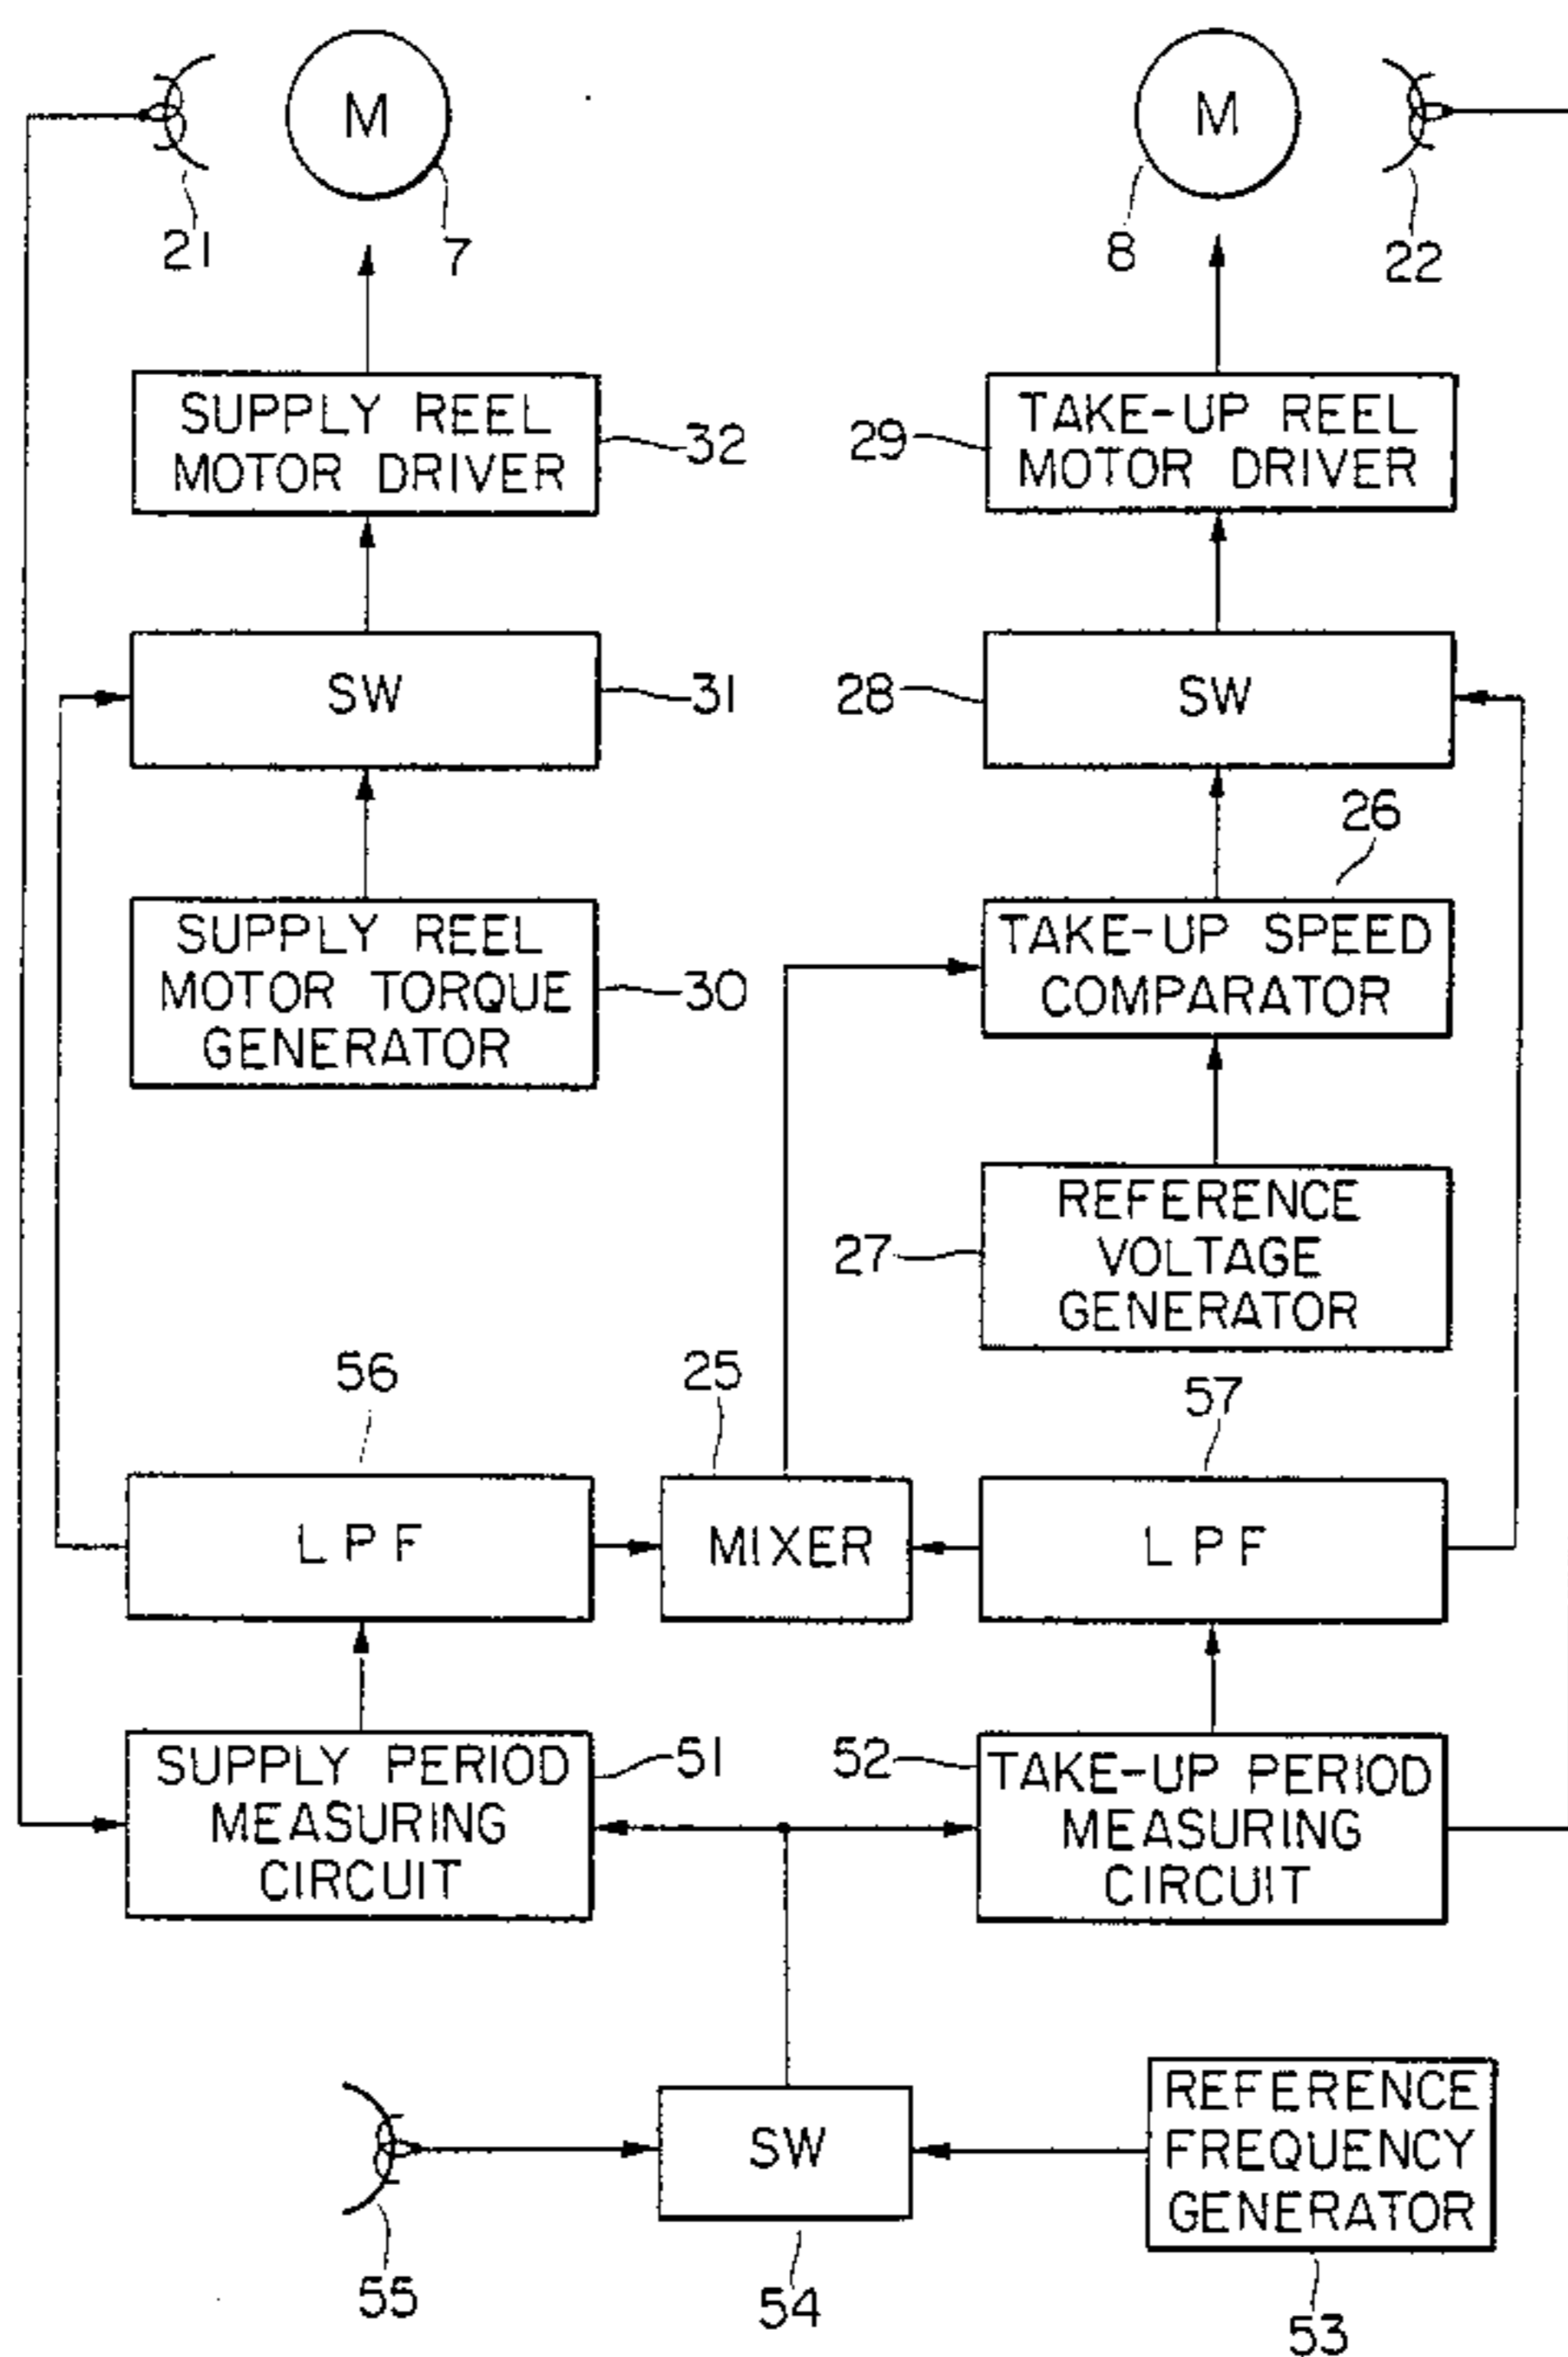 M
M
21
7
8
22
SUPPLY REEL
MOTOR DRIVER
32
29
TAKE-UP REEL
MOTOR DRIVER
SW
31
28
SW
26
SUPPLY REEL
MOTOR TORQUE
GENERATOR
30
TAKE-UP SPEED
COMPARATOR
27
REFERENCE
VOLTAGE
GENERATOR
56
25
57
LPF
MIXER
LPF
SUPPLY PERIOD
MEASURING
CIRCUIT
51
52
TAKE-UP PERIOD
MEASURING
CIRCUIT
SW
REFERENCE
FREQUENCY
GENERATOR
55
54
53